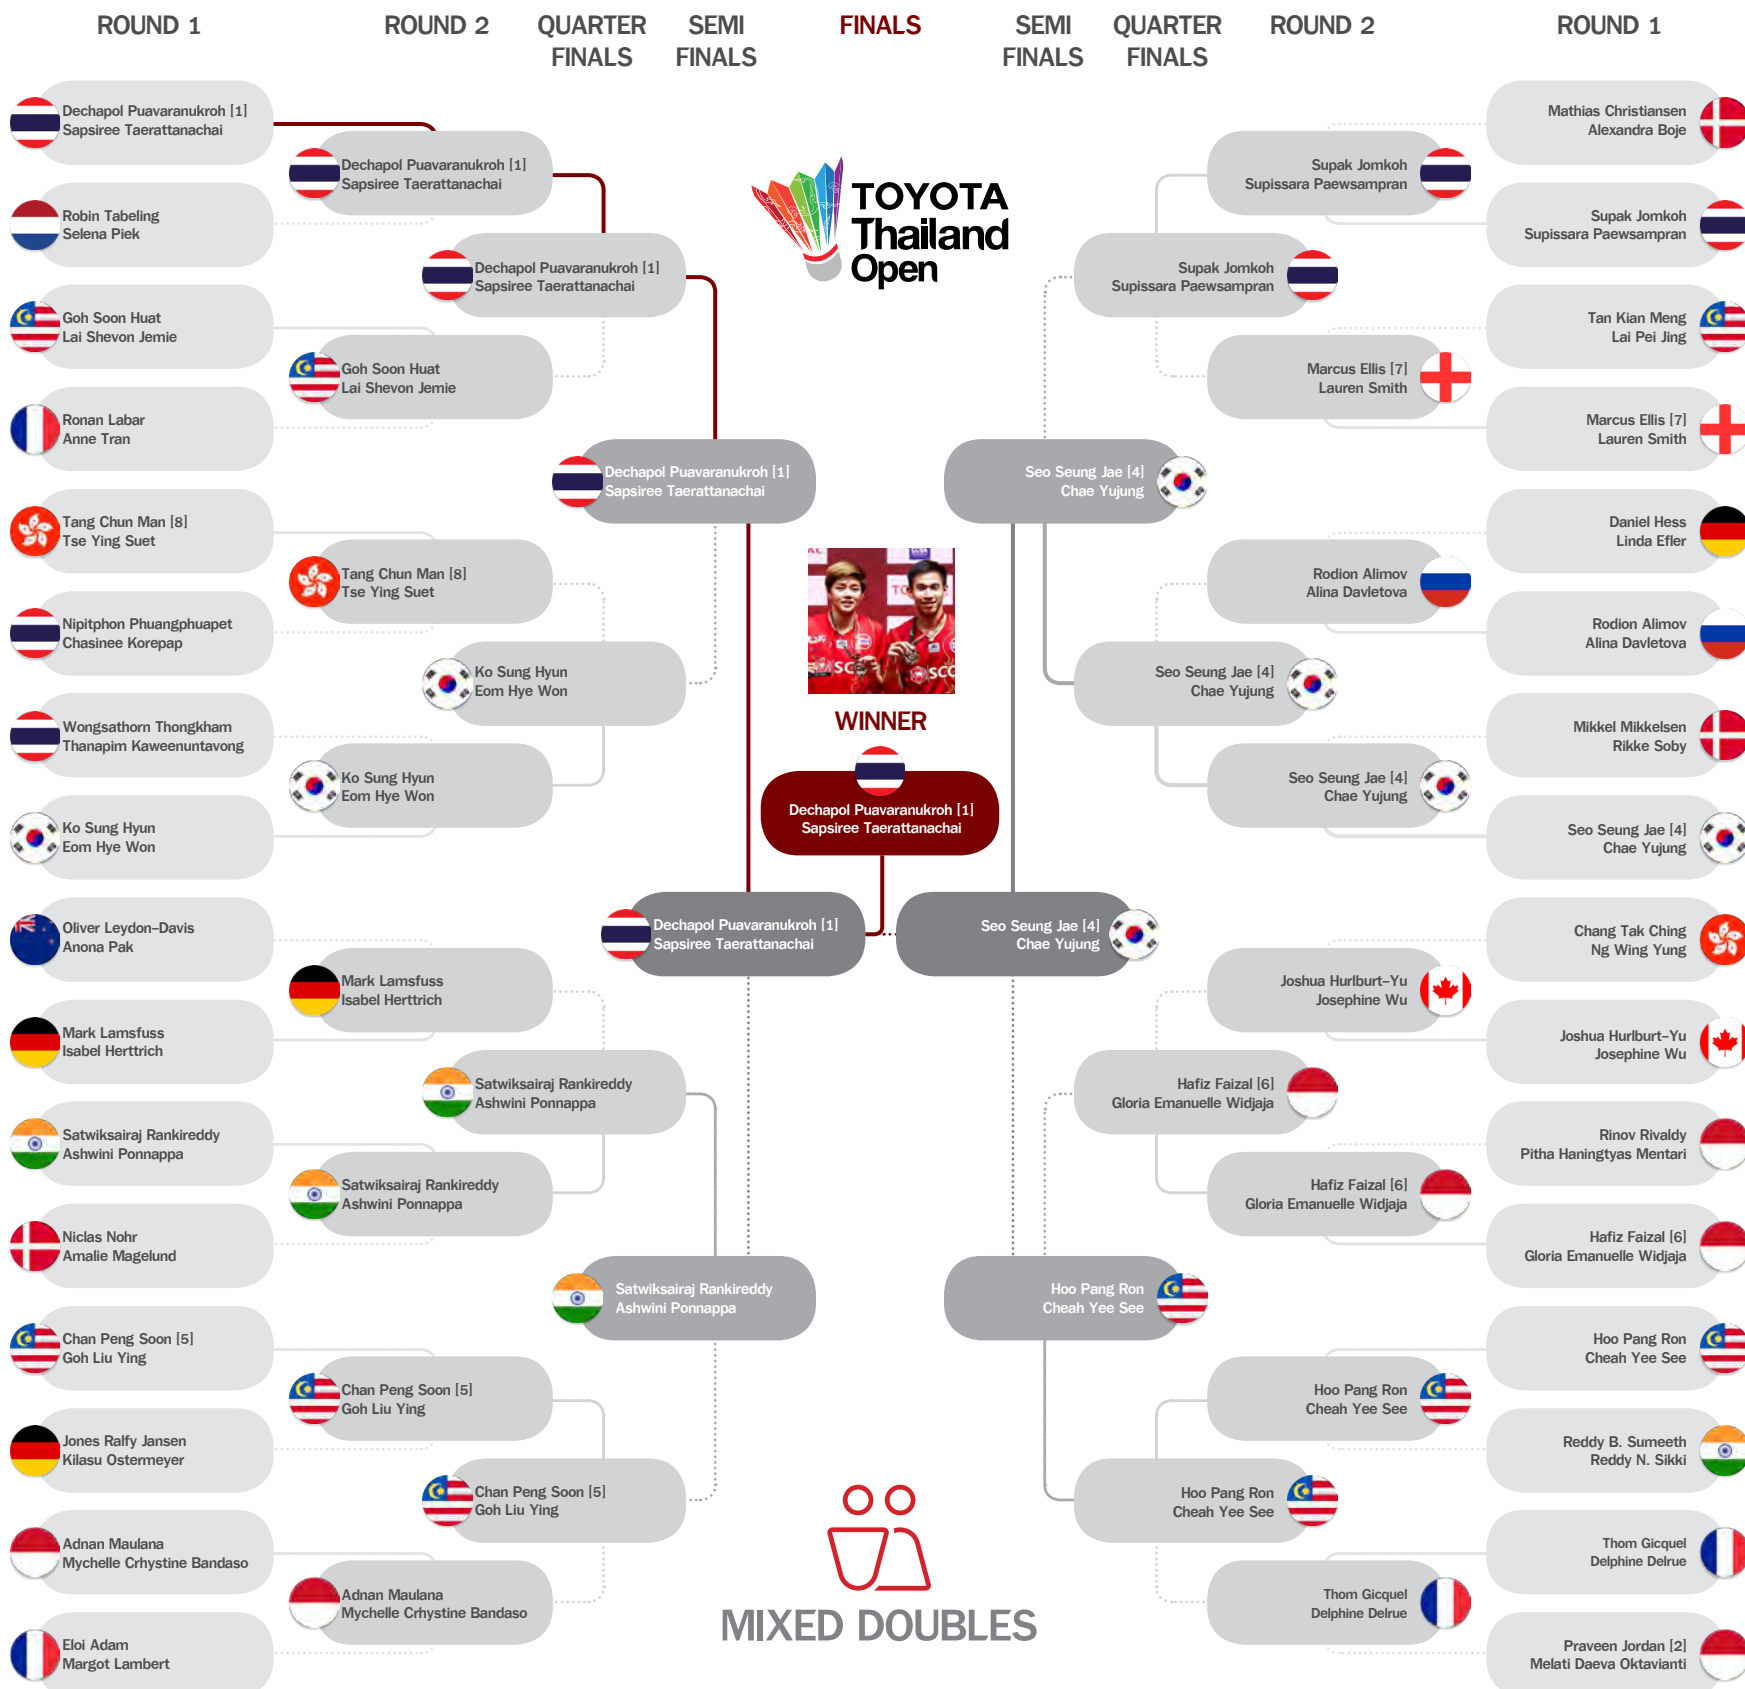 ROUND 1
ROUND 2
QUARTER
FINALS
SEMI
FINALS
FINALS
SEMI
FINALS
QUARTER
FINALS
ROUND 2
ROUND 1
Dechapol Puavaranukroh [1]
Sapsiree Taerattanachai
Robin Tabeling
Selena Piek
Goh Soon Huat
Lai Shevon Jemie
Ronan Labar
Anne Tran
Tang Chun Man [8]
Tse Ying Suet
Nipitphon Phuangphuapet
Chasinee Korepap
Wongsathorn Thongkham
Thanapim Kaweenuntavong
Ko Sung Hyun
Eom Hye Won
Oliver Leydon-Davis
Anona Pak
Mark Lamsfuss
Isabel Herttrich
Satwiksairaj Rankireddy
Ashwini Ponnappa
Niclas Nohr
Amalie Magelund
Chan Peng Soon [5]
Goh Liu Ying
Jones Ralfy Jansen
Kilasu Ostermeyer
Adnan Maulana
Mychelle Crhystine Bandaso
Eloi Adam
Margot Lambert
Dechapol Puavaranukroh [1]
Sapsiree Taerattanachai
Goh Soon Huat
Lai Shevon Jemie
Tang Chun Man [8]
Tse Ying Suet
Ko Sung Hyun
Eom Hye Won
Mark Lamsfuss
Isabel Herttrich
Satwiksairaj Rankireddy
Ashwini Ponnappa
Chan Peng Soon [5]
Goh Liu Ying
Adnan Maulana
Mychelle Crhystine Bandaso
Dechapol Puavaranukroh [1]
Sapsiree Taerattanachai
Ko Sung Hyun
Eom Hye Won
Satwiksairaj Rankireddy
Ashwini Ponnappa
Chan Peng Soon [5]
Goh Liu Ying
Dechapol Puavaranukroh [1]
Sapsiree Taerattanachai
Satwiksairaj Rankireddy
Ashwini Ponnappa
Dechapol Puavaranukroh [1]
Sapsiree Taerattanachai
TOYOTA
Thailand
Open
WINNER
Dechapol Puavaranukroh [1]
Sapsiree Taerattanachai
MIXED DOUBLES
Seo Seung Jae [4]
Chae Yujung
Seo Seung Jae [4]
Chae Yujung
Hoo Pang Ron
Cheah Yee See
Supak Jomkoh
Supissara Paewsampran
Seo Seung Jae [4]
Chae Yujung
Hafiz Faizal [6]
Gloria Emanuelle Widjaja
Hoo Pang Ron
Cheah Yee See
Supak Jomkoh
Supissara Paewsampran
Marcus Ellis [7]
Lauren Smith
Rodion Alimov
Alina Davletova
Seo Seung Jae [4]
Chae Yujung
Joshua Hurlburt-Yu
Josephine Wu
Hafiz Faizal [6]
Gloria Emanuelle Widjaja
Hoo Pang Ron
Cheah Yee See
Thom Gicquel
Delphine Delrue
Mathias Christiansen
Alexandra Boje
Supak Jomkoh
Supissara Paewsampran
Tan Kian Meng
Lai Pei Jing
Marcus Ellis [7]
Lauren Smith
Daniel Hess
Linda Efler
Rodion Alimov
Alina Davletova
Mikkel Mikkelsen
Rikke Soby
Seo Seung Jae [4]
Chae Yujung
Chang Tak Ching
Ng Wing Yung
Joshua Hurlburt-Yu
Josephine Wu
Rinov Rivaldy
Pitha Haningtyas Mentari
Hafiz Faizal [6]
Gloria Emanuelle Widjaja
Hoo Pang Ron
Cheah Yee See
Reddy B. Sumeeth
Reddy N. Sikki
Thom Gicquel
Delphine Delrue
Praveen Jordan [2]
Melati Daeva Oktavianti